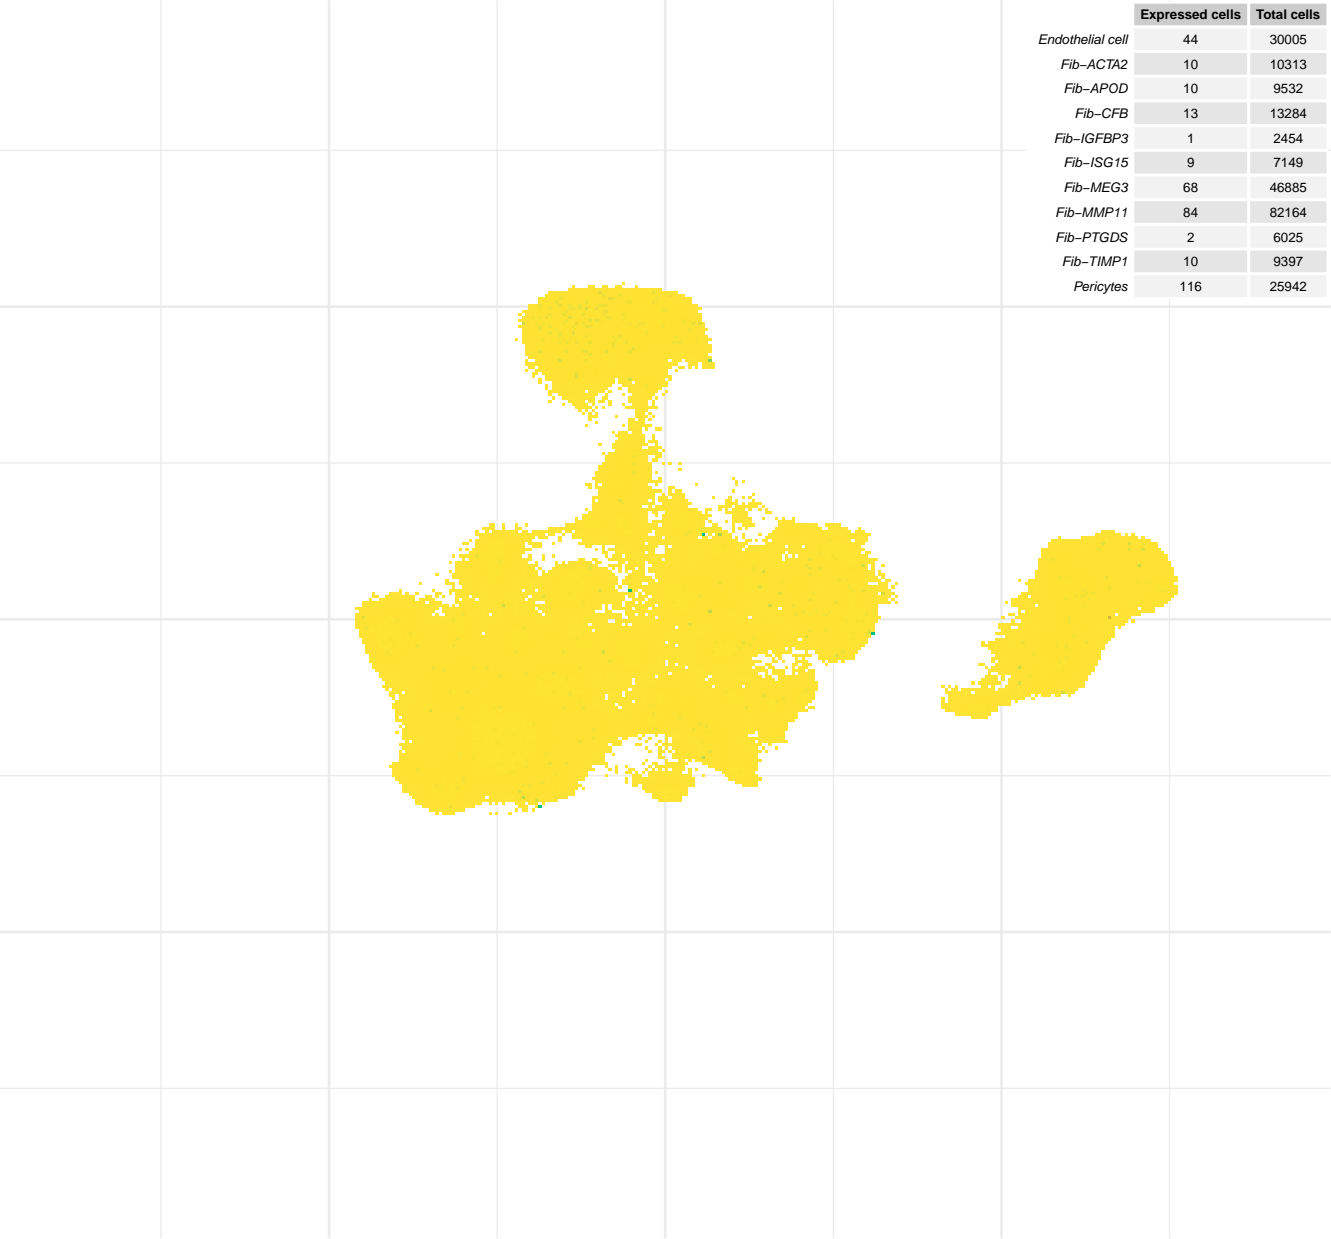 Expressed cells Total cells
Endothelial cell 44 30005
Fib−ACTA2 10 10313
Fib−APOD 10 9532
Fib−CFB 13 13284
Fib−IGFBP3 1 2454
Fib−ISG15 9 7149
Fib−MEG3 68 46885
Fib−MMP11 84 82164
Fib−PTGDS 2 6025
Fib−TIMP1 10 9397
Pericytes 116 25942